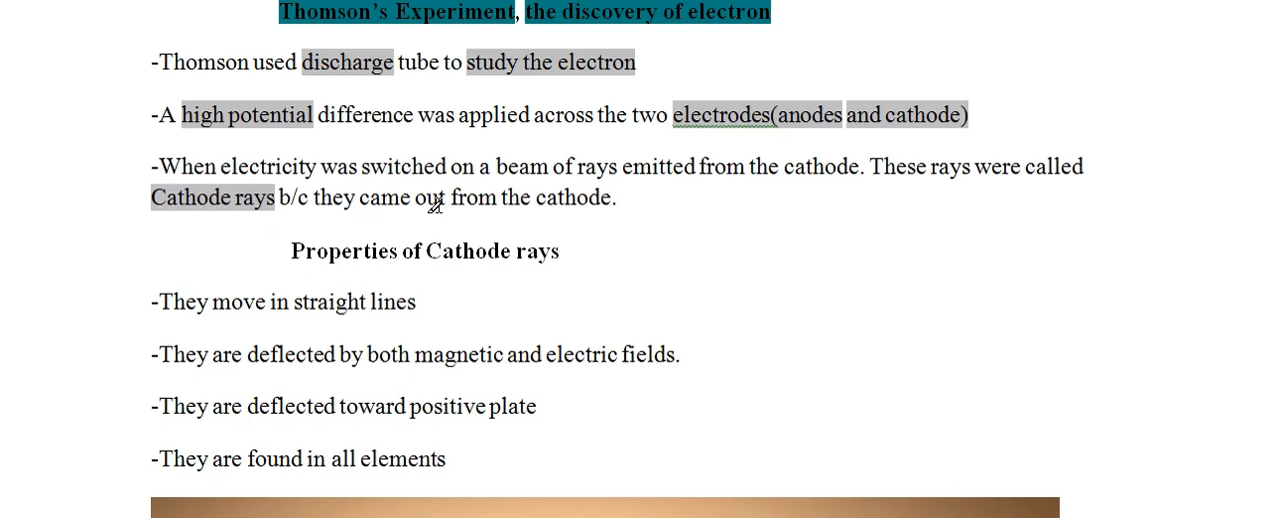 Thomson's Experiment, the discovery of electron
-Thomson used discharge tube to study the electron
-A high potential difference was applied across the two electrodes(anodes and cathode)
-When electricity was switched on a beam of rays emitted from the cathode. These rays were called
Cathode rays b/c they came out from the cathode.
Properties of Cathode rays
-They move in straight lines
-They are deflected by both magnetic and electric fields.
-They are deflected toward positive plate
-They are found in all elements